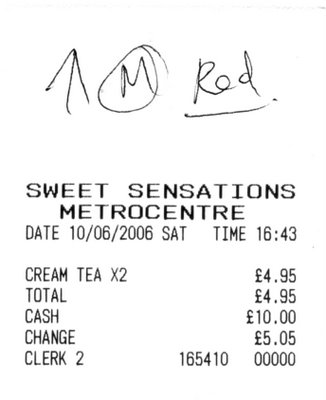 ↑ M Red
SWEET SENSATIONS
METROCENTRE
DATE 10/06/2006 SAT TIME 16:43
CREAM TEA X2 £4.95
TOTAL £4.95
CASH £10.00
CHANGE £5.05
CLERK 2 165410 00000